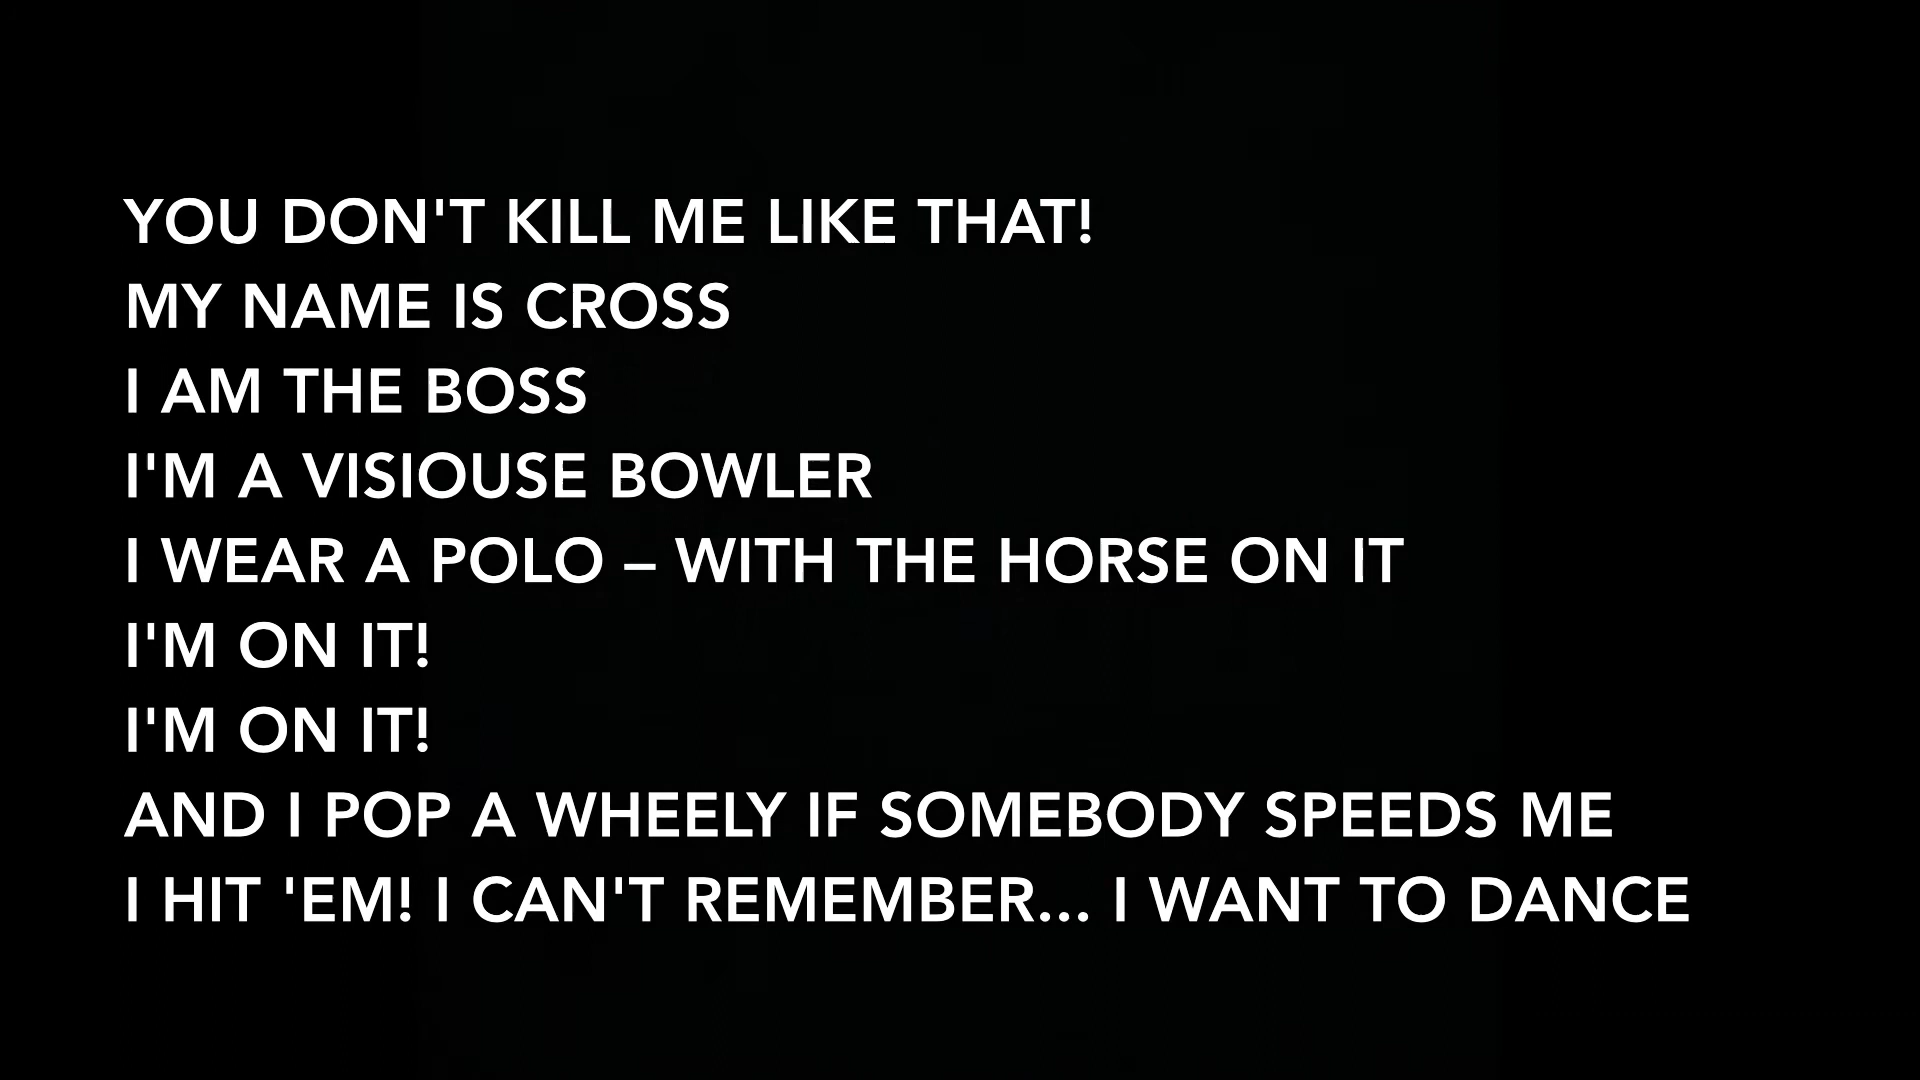 YOU DON'T KILL ME LIKE THAT!
MY NAME IS CROSS
I AM THE BOSS
I'M A VISIOUSE BOWLER
I WEAR A POLO – WITH THE HORSE ON IT
I'M ON IT!
I'M ON IT!
AND I POP A WHEELY IF SOMEBODY SPEEDS ME
I HIT 'EM! I CAN'T REMEMBER... I WANT TO DANCE